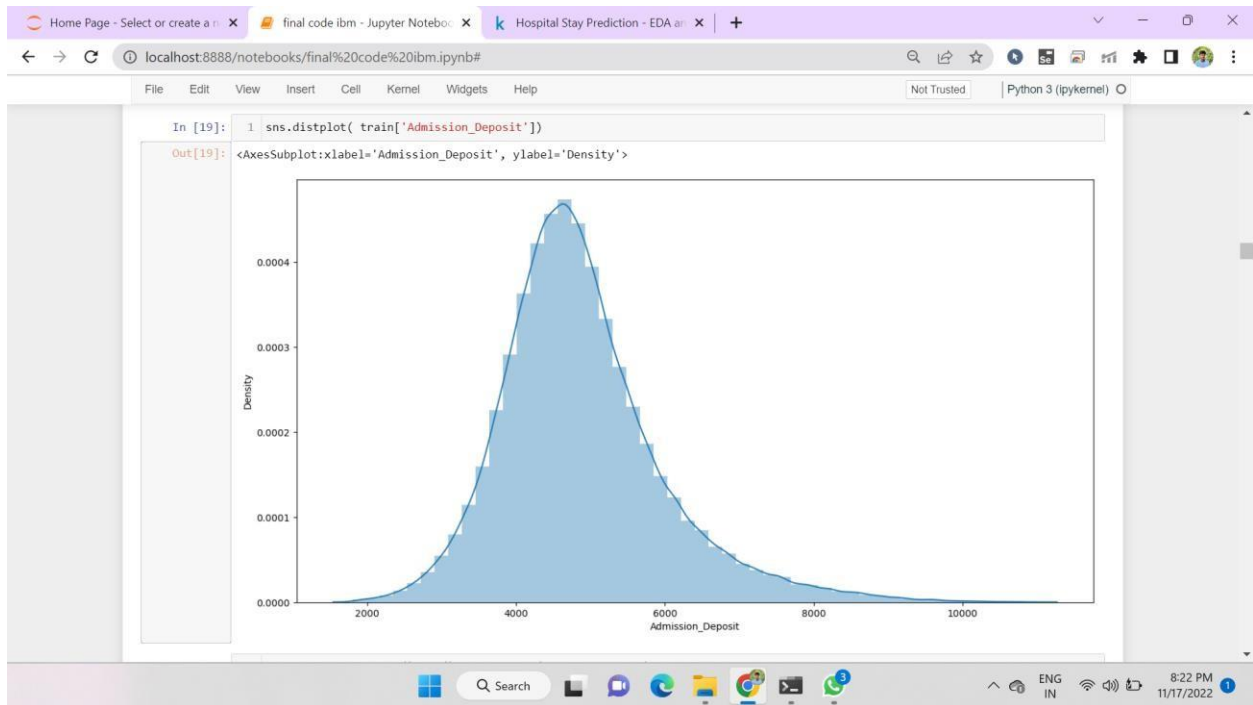 Home Page - Select or create a n
final code ibm - Jupyter Noteboo
k Hospital Stay Prediction - EDA an
localhost:8888/notebooks/final%20code%20ibm.ipynb#
File Edit View Insert Cell Kernel Widgets Help Not Trusted Python 3 (ipykernel)
In [19]: 1 sns.distplot( train['Admission_Deposit'])
Out[19]: <AxesSubplot:xlabel='Admission_Deposit', ylabel='Density'>
0.0004
0.0003
Density
0.0002
0.0001
0.0000
2000 4000 6000 8000 10000
Admission_Deposit
Search
3
ENG
IN
8:22 PM
11/17/2022
1